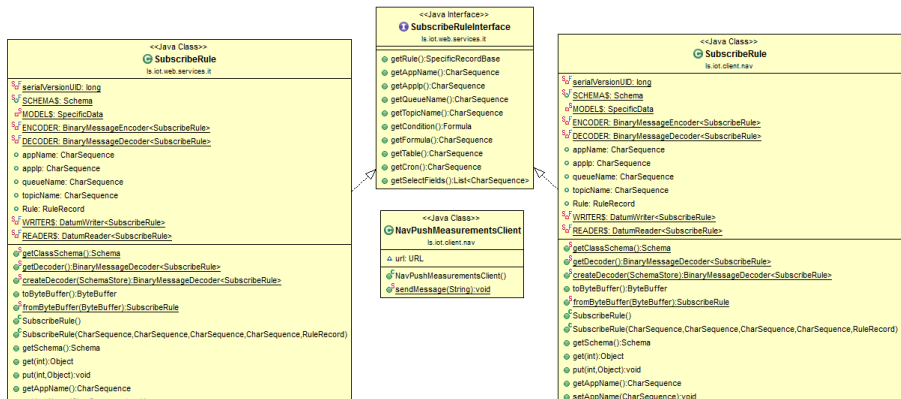 <<Java Class>>
SubscribeRule
ls.iot.web.services.it
serialVersionUID: long
SCHEMA$: Schema
MODEL$: SpecificData
ENCODER: BinaryMessageEncoder<SubscribeRule>
DECODER: BinaryMessageDecoder<SubscribeRule>
appName: CharSequence
appIp: CharSequence
queueName: CharSequence
topicName: CharSequence
Rule: RuleRecord
WRITER$: DatumWriter<SubscribeRule>
READER$: DatumReader<SubscribeRule>
getClassSchema():Schema
getDecoder():BinaryMessageDecoder<SubscribeRule>
createDecoder(SchemaStore):BinaryMessageDecoder<SubscribeRule>
toByteBuffer():ByteBuffer
fromByteBuffer(ByteBuffer):SubscribeRule
SubscribeRule()
SubscribeRule(CharSequence,CharSequence,CharSequence,CharSequence,RuleRecord)
getSchema():Schema
get(int):Object
put(int,Object):void
getAppName():CharSequence
<<Java Interface>>
SubscribeRuleInterface
ls.iot.web.services.it
getRule():SpecificRecordBase
getAppName():CharSequence
getAppIp():CharSequence
getQueueName():CharSequence
getTopicName():CharSequence
getCondition():Formula
getFormula():CharSequence
getTable():CharSequence
getCron():CharSequence
getSelectFields():List<CharSequence>
<<Java Class>>
NavPushMeasurementsClient
ls.iot.client.nav
url: URL
NavPushMeasurementsClient()
sendMessage(String):void
<<Java Class>>
SubscribeRule
ls.iot.client.nav
serialVersionUID: long
SCHEMA$: Schema
MODEL$: SpecificData
ENCODER: BinaryMessageEncoder<SubscribeRule>
DECODER: BinaryMessageDecoder<SubscribeRule>
appName: CharSequence
appIp: CharSequence
queueName: CharSequence
topicName: CharSequence
Rule: RuleRecord
WRITER$: DatumWriter<SubscribeRule>
READER$: DatumReader<SubscribeRule>
getClassSchema():Schema
getDecoder():BinaryMessageDecoder<SubscribeRule>
createDecoder(SchemaStore):BinaryMessageDecoder<SubscribeRule>
toByteBuffer():ByteBuffer
fromByteBuffer(ByteBuffer):SubscribeRule
SubscribeRule()
SubscribeRule(CharSequence,CharSequence,CharSequence,CharSequence,RuleRecord)
getSchema():Schema
get(int):Object
put(int,Object):void
getAppName():CharSequence
setAppName(CharSequence):void